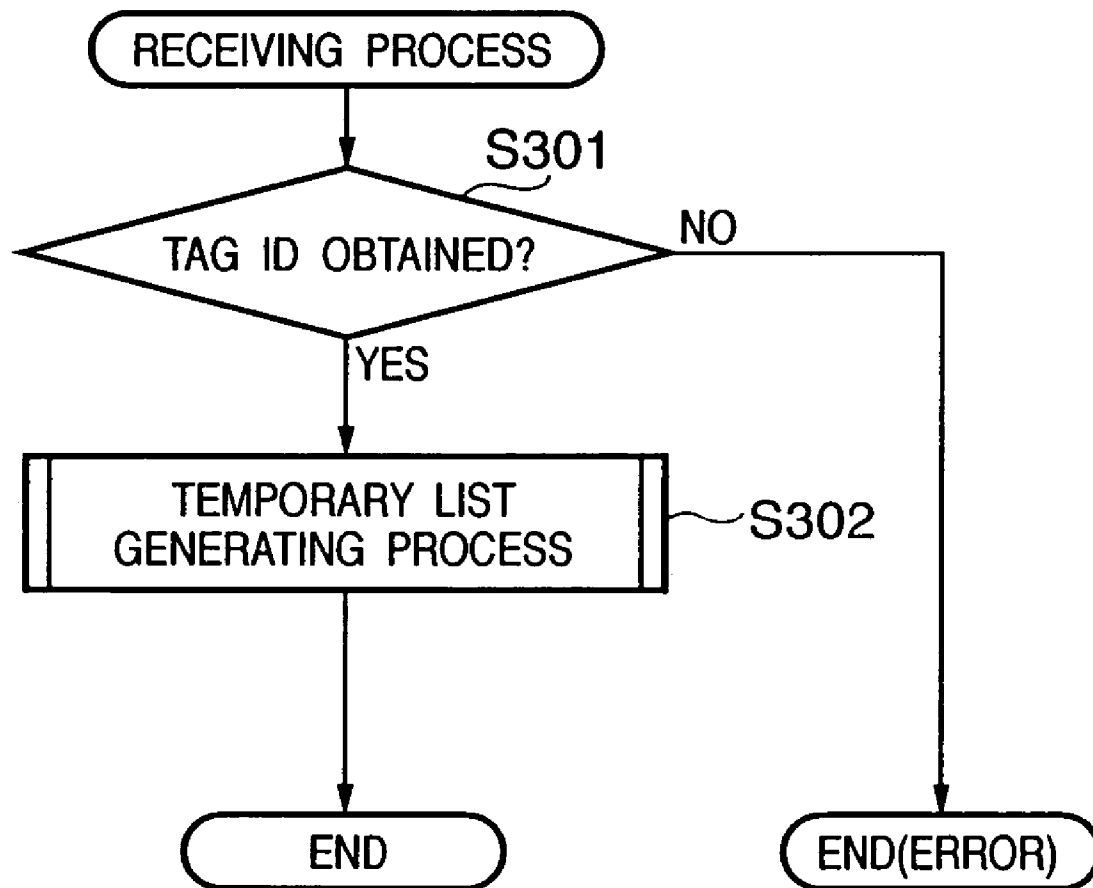 RECEIVING PROCESS
S301
TAG ID OBTAINED?
NO
YES
TEMPORARY LIST
GENERATING PROCESS
S302
END
END(ERROR)